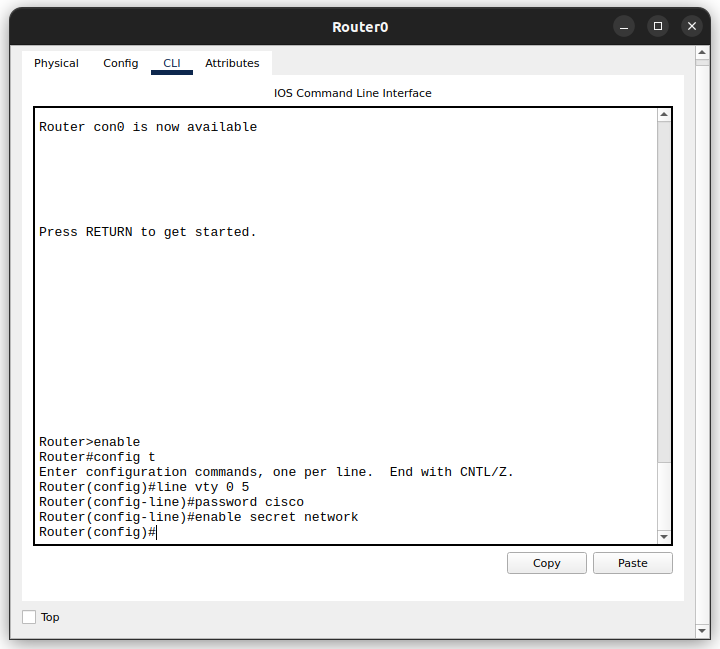 Router0
Physical Config CLI Attributes
IOS Command Line Interface
Router con0 is now available
Press RETURN to get started.
Router>enable
Router#config t
Enter configuration commands, one per line.  End with CNTL/Z.
Router(config)#line vty 0 5
Router(config-line)#password cisco
Router(config-line)#enable secret network
Router(config)#
Copy Paste
Top